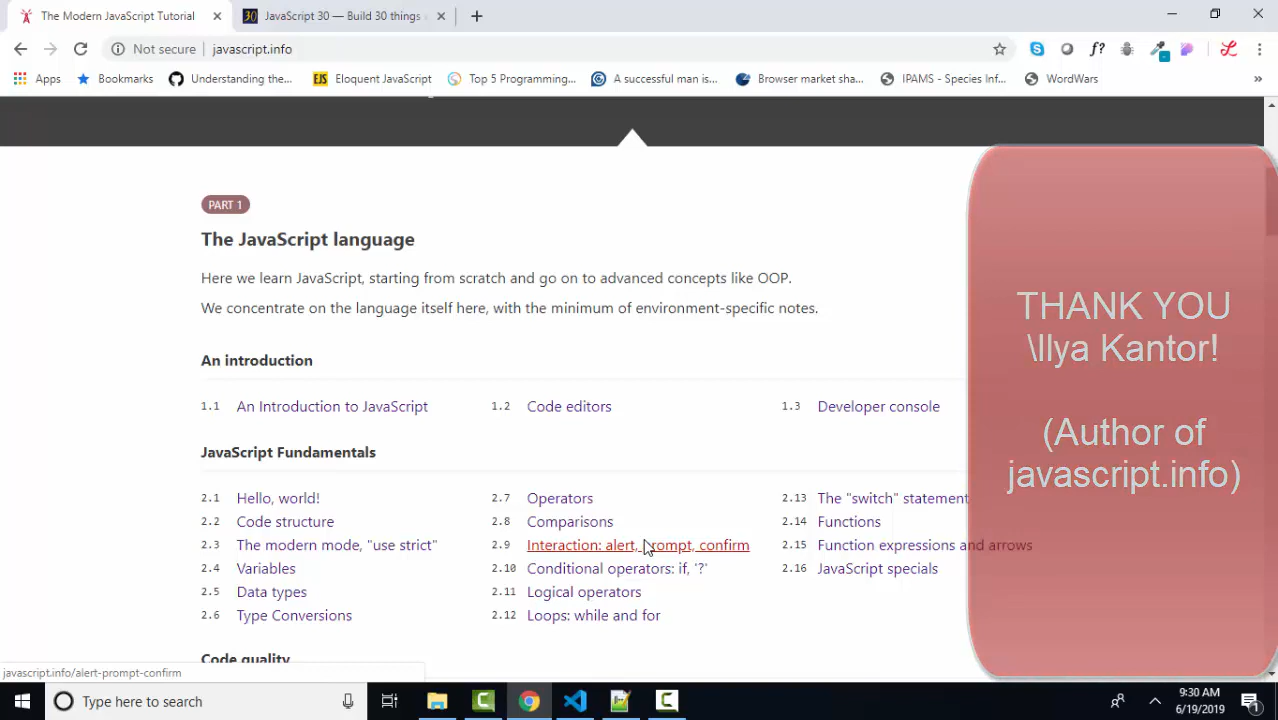 The Modern JavaScript Tutorial
JavaScript 30 — Build 30 things
Not secure
javascript.info
Apps
Bookmarks
Understanding the...
Eloquent JavaScript
Top 5 Programming...
A successful man is...
Browser market sha...
IPAMS - Species Inf...
WordWars
PART 1
The JavaScript language
Here we learn JavaScript, starting from scratch and go on to advanced concepts like OOP.
We concentrate on the language itself here, with the minimum of environment-specific notes.
An introduction
1.1 An Introduction to JavaScript
1.2 Code editors
1.3 Developer console
JavaScript Fundamentals
2.1 Hello, world!
2.2 Code structure
2.3 The modern mode, "use strict"
2.4 Variables
2.5 Data types
2.6 Type Conversions
2.7 Operators
2.8 Comparisons
2.9 Interaction: alert, prompt, confirm
2.10 Conditional operators: if, '?'
2.11 Logical operators
2.12 Loops: while and for
2.13 The "switch" statement
2.14 Functions
2.15 Function expressions and arrows
2.16 JavaScript specials
Code quality
THANK YOU
\Ilya Kantor!
(Author of
javascript.info)
javascript.info/alert-prompt-confirm
Type here to search
9:30 AM
6/19/2019